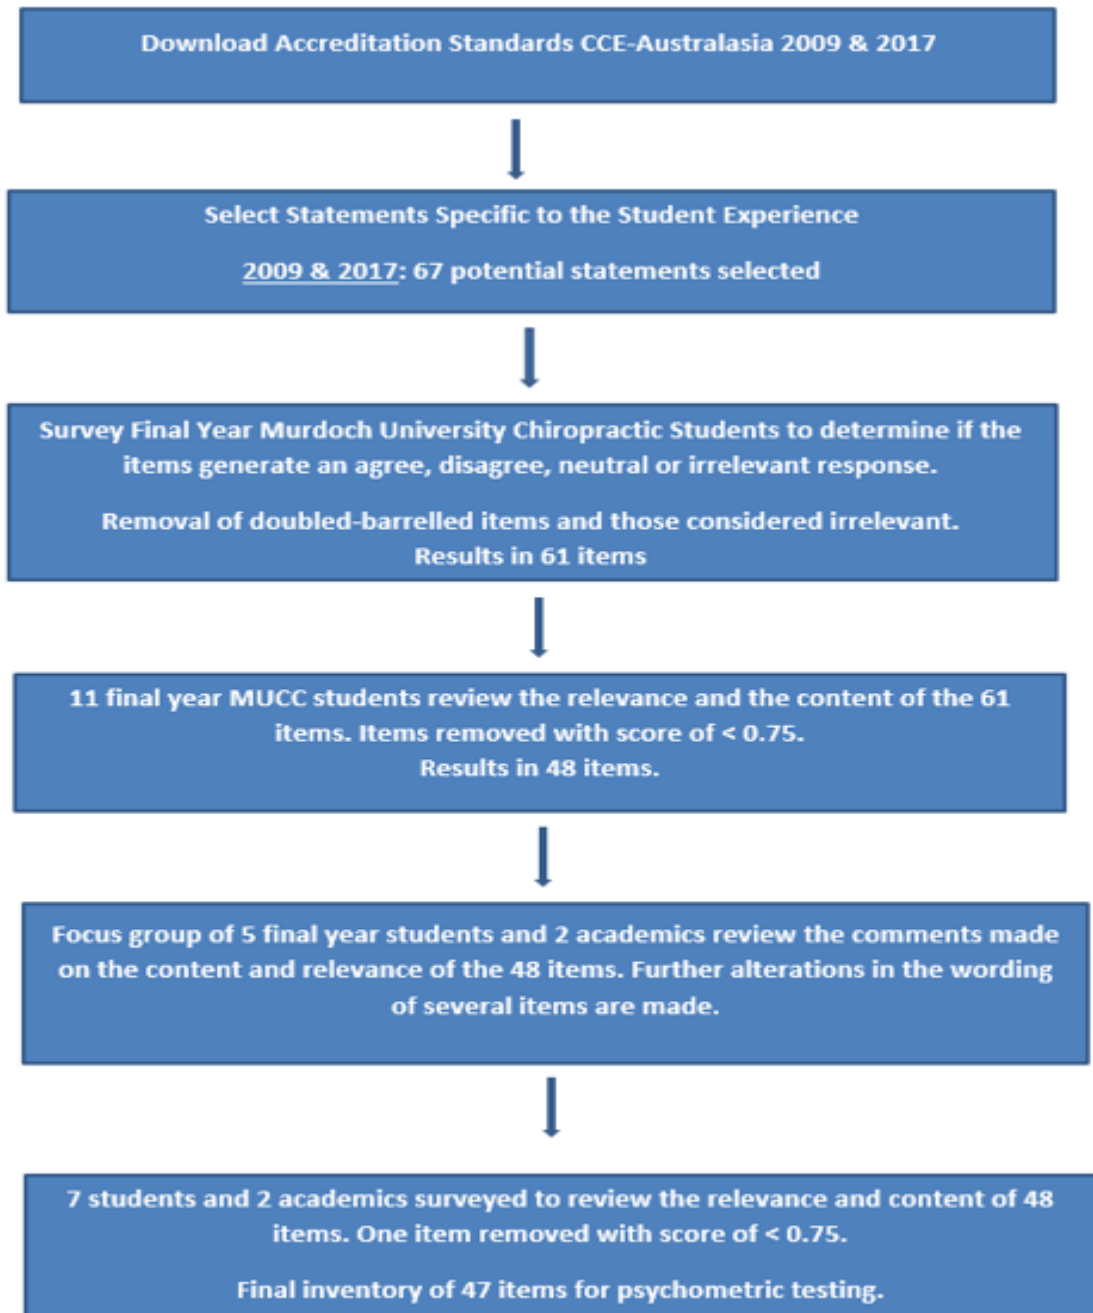 Download Accreditation Standards CCE-Australasia 2009 & 2017
Select Statements Specific to the Student Experience
2009 & 2017: 67 potential statements selected
Survey Final Year Murdoch University Chiropractic Students to determine if the
items generate an agree, disagree, neutral or irrelevant response.
Removal of doubled-barrelled items and those considered irrelevant.
Results in 61 items
11 final year MUCC students review the relevance and the content of the 61
items. Items removed with score of < 0.75.
Results in 48 items.
Focus group of 5 final year students and 2 academics review the comments made
on the content and relevance of the 48 items. Further alterations in the wording
of several items are made.
7 students and 2 academics surveyed to review the relevance and content of 48
items. One item removed with score of < 0.75.
Final inventory of 47 items for psychometric testing.